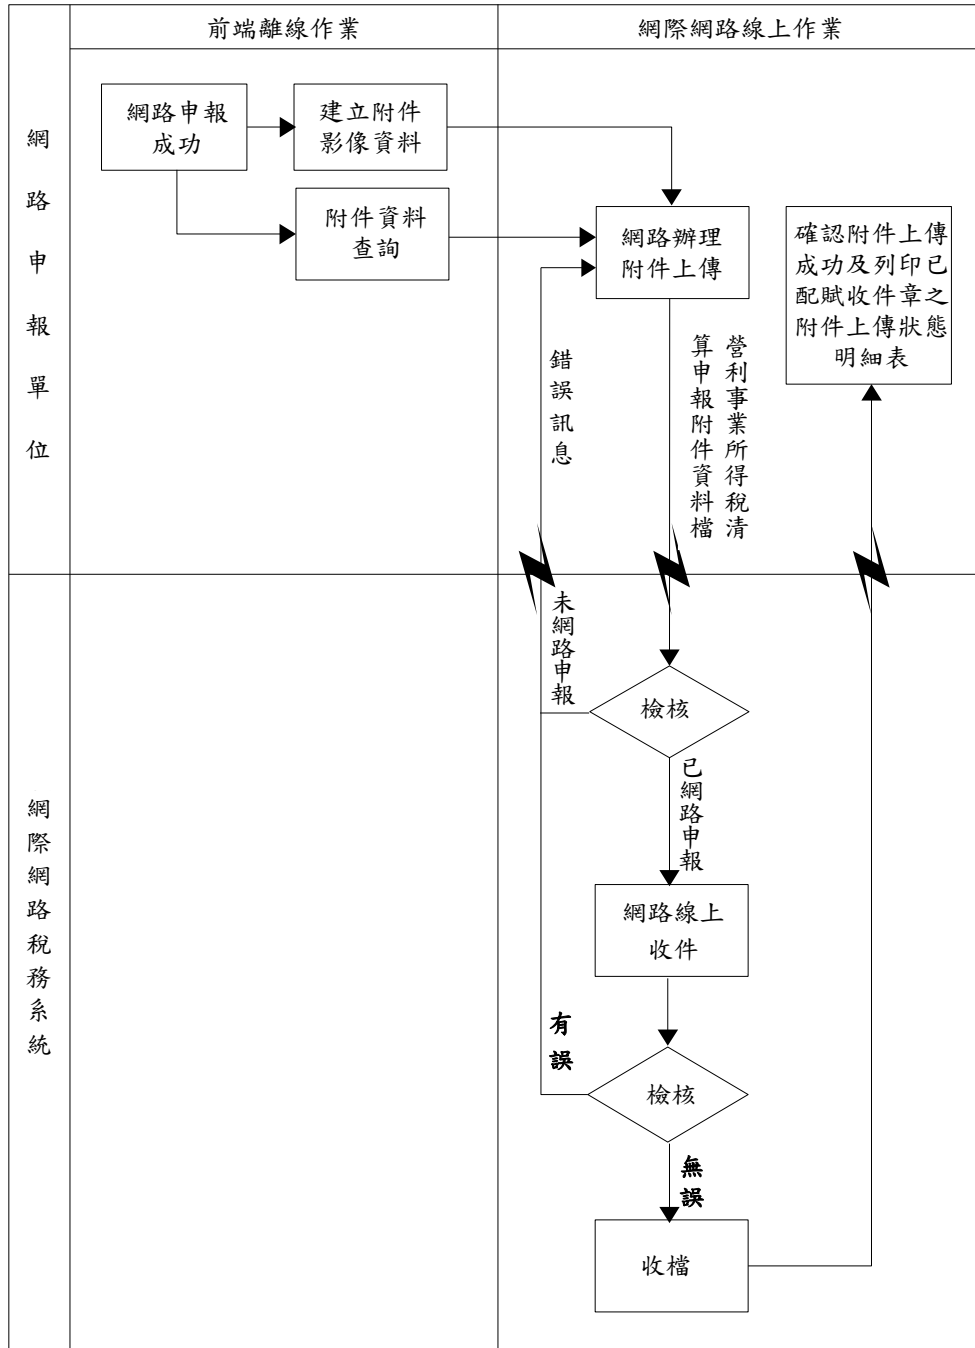 前端離線作業
網際網路線上作業
網路申報單位
網路申報
成功
建立附件
影像資料
附件資料
查詢
網路辦理
附件上傳
確認附件上傳
成功及列印已
配賦收件章之
附件上傳狀態
明細表
錯誤訊息
營利事業所得稅清
算申報附件資料檔
網際網路稅務系統
未網路申報
檢核
已網路申報
網路線上
收件
有誤
檢核
無誤
收檔